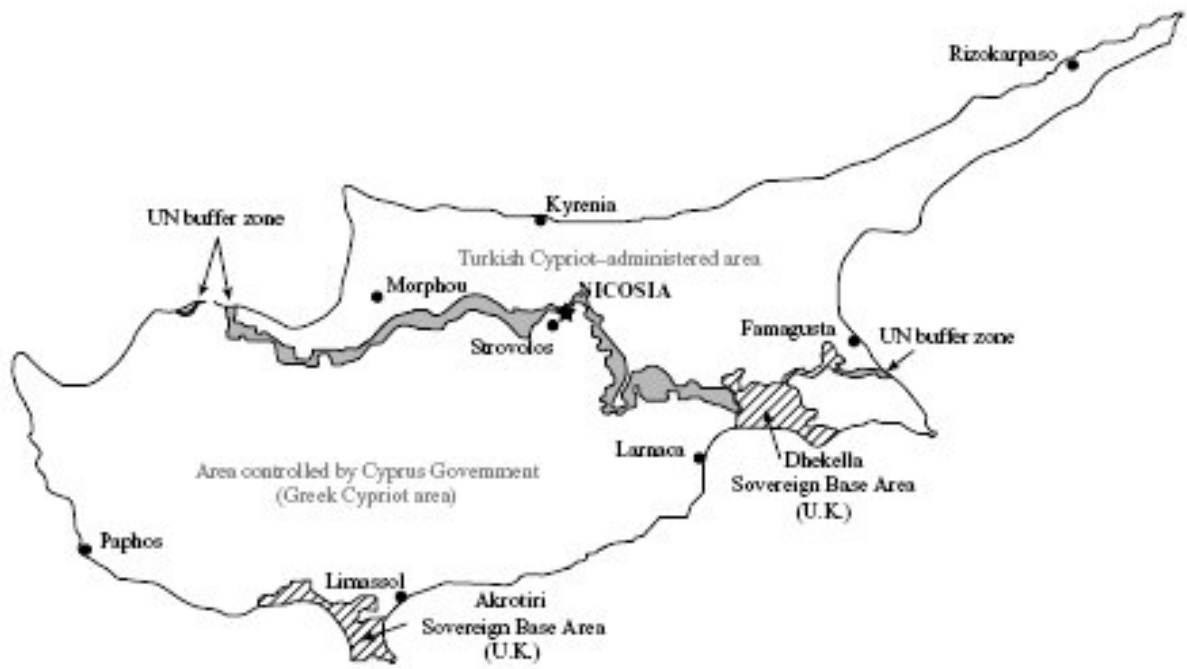 Rizokarpaso
Kyrenia
UN buffer zone
Turkish Cypriot–administered area
Morphou
NICOSIA
Strovolos
Famagusta
UN buffer zone
Larnaca
Area controlled by Cyprus Government
(Greek Cypriot area)
Dhekella
Sovereign Base Area
(U.K.)
Paphos
Limassol
Akrotiri
Sovereign Base Area
(U.K.)